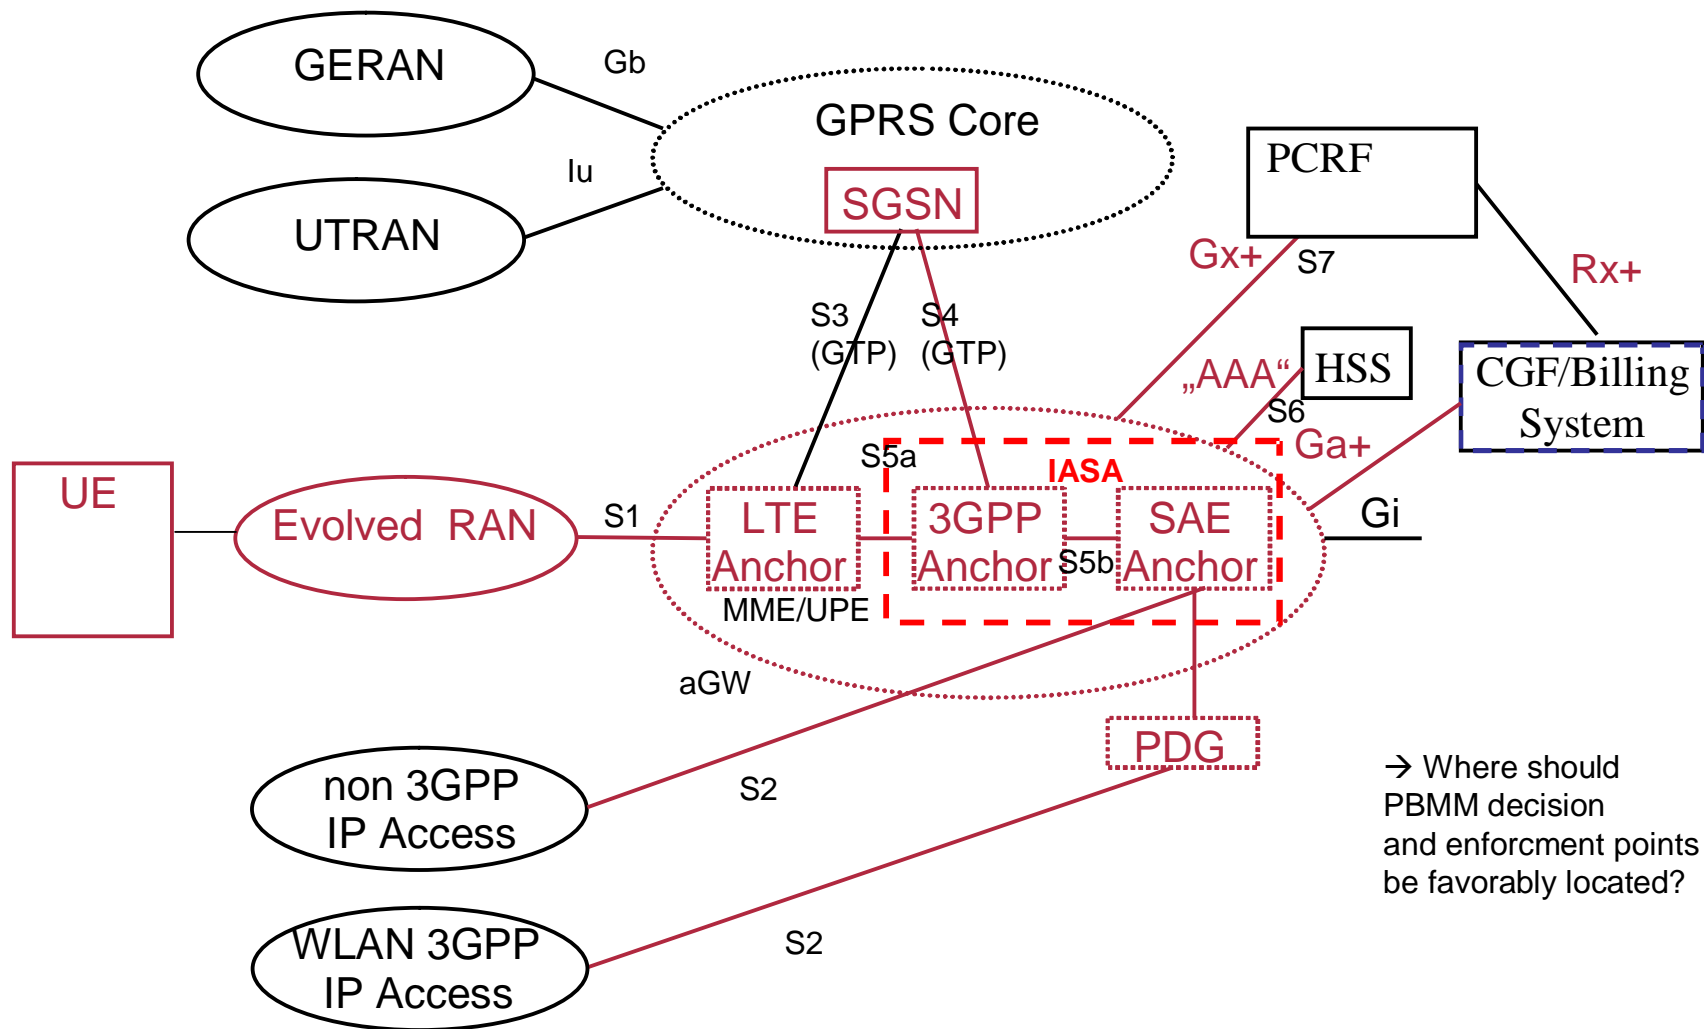 GERAN
Gb
GPRS Core
PCRF
Iu
SGSN
UTRAN
Gx+
S7
Rx+
S3
(GTP)
S4
(GTP)
„AAA“
HSS
S6
CGF/Billing
System
Ga+
S5a
IASA
UE
Evolved RAN
S1
LTE
Anchor
3GPP
Anchor
S5b
SAE
Anchor
Gi
MME/UPE
aGW
PDG
non 3GPP
IP Access
S2
→ Where should
PBMM decision
and enforcment points
be favorably located?
WLAN 3GPP
IP Access
S2